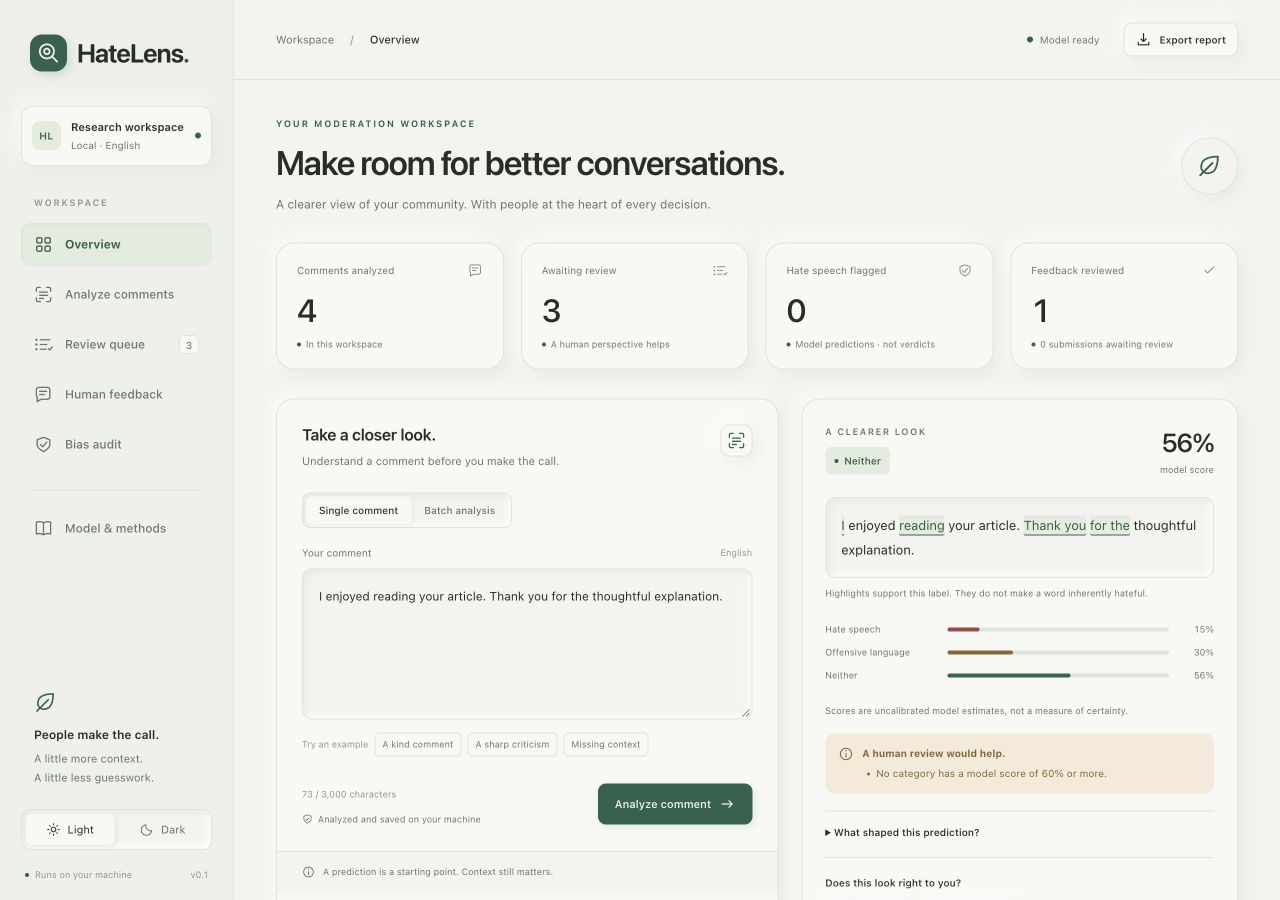 HateLens.
HL
Research workspace
Local · English
WORKSPACE
Overview
Analyze comments
Review queue
3
Human feedback
Bias audit
Model & methods
People make the call.
A little more context.
A little less guesswork.
Light
Dark
Runs on your machine
v0.1
Workspace / Overview
Model ready
Export report
YOUR MODERATION WORKSPACE
Make room for better conversations.
A clearer view of your community. With people at the heart of every decision.
Comments analyzed
4
In this workspace
Awaiting review
3
A human perspective helps
Hate speech flagged
0
Model predictions · not verdicts
Feedback reviewed
1
0 submissions awaiting review
Take a closer look.
Understand a comment before you make the call.
Single comment
Batch analysis
Your comment
English
I enjoyed reading your article. Thank you for the thoughtful explanation.
Try an example
A kind comment
A sharp criticism
Missing context
73 / 3,000 characters
Analyzed and saved on your machine
Analyze comment →
A prediction is a starting point. Context still matters.
A CLEARER LOOK
Neither
56%
model score
I enjoyed reading your article. Thank you for the thoughtful
explanation.
Highlights support this label. They do not make a word inherently hateful.
Hate speech 15%
Offensive language 30%
Neither 56%
Scores are uncalibrated model estimates, not a measure of certainty.
A human review would help.
• No category has a model score of 60% or more.
What shaped this prediction?
Does this look right to you?